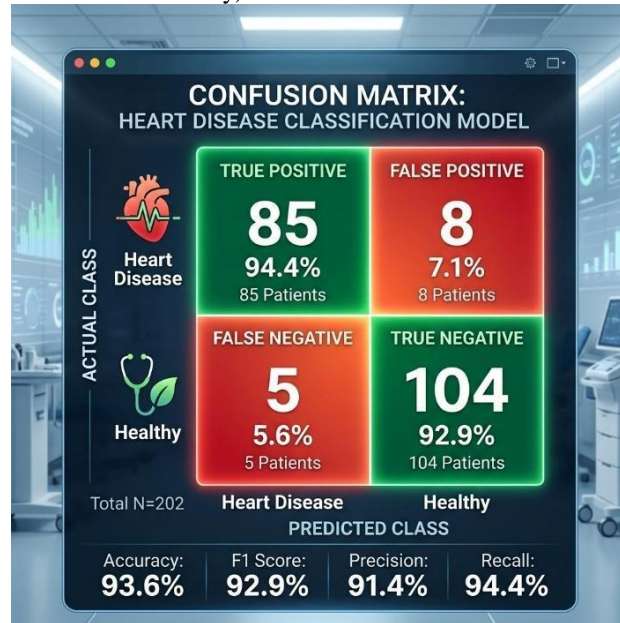 CONFUSION MATRIX:
HEART DISEASE CLASSIFICATION MODEL
ACTUAL CLASS
Heart
Disease
TRUE POSITIVE
85
94.4%
85 Patients
FALSE POSITIVE
8
7.1%
8 Patients
Healthy
FALSE NEGATIVE
5
5.6%
5 Patients
TRUE NEGATIVE
104
92.9%
104 Patients
Total N=202
Heart Disease
Healthy
PREDICTED CLASS
Accuracy:
93.6%
F1 Score:
92.9%
Precision:
91.4%
Recall:
94.4%